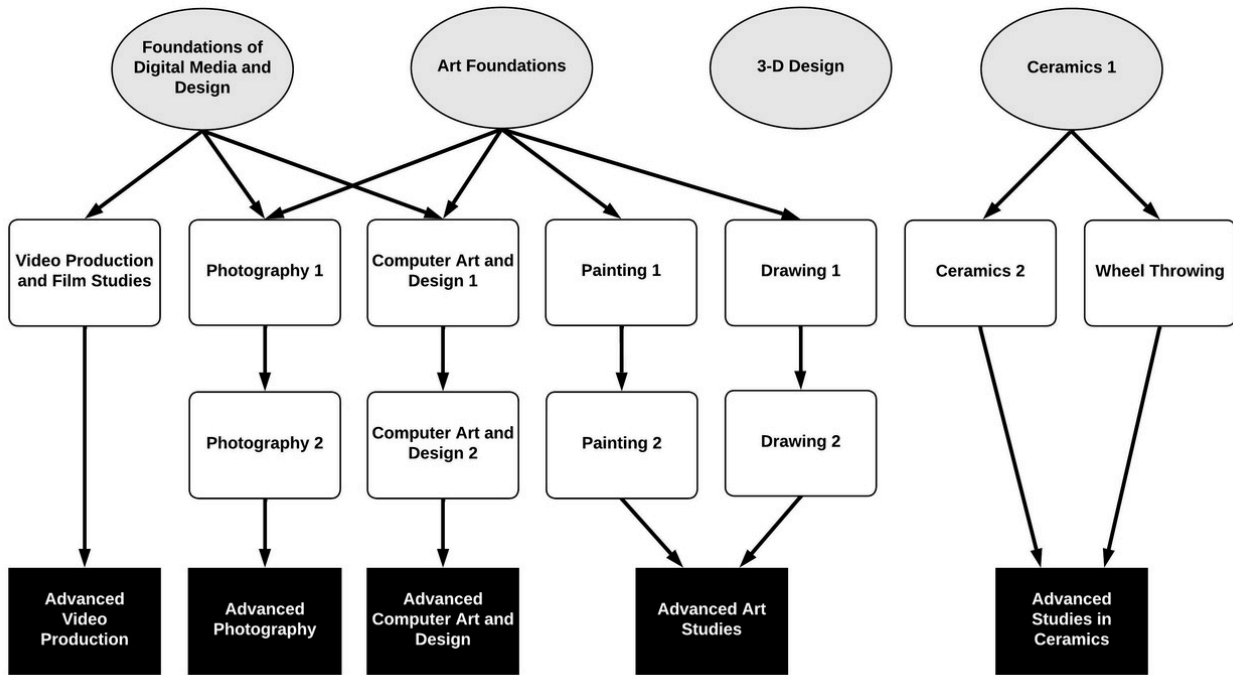 Foundations of
Digital Media and
Design
Art Foundations
3-D Design
Ceramics 1
Video Production
and Film Studies
Photography 1
Computer Art and
Design 1
Painting 1
Drawing 1
Ceramics 2
Wheel Throwing
Photography 2
Computer Art and
Design 2
Painting 2
Drawing 2
Advanced
Video
Production
Advanced
Photography
Advanced
Computer Art and
Design
Advanced Art
Studies
Advanced
Studies in
Ceramics